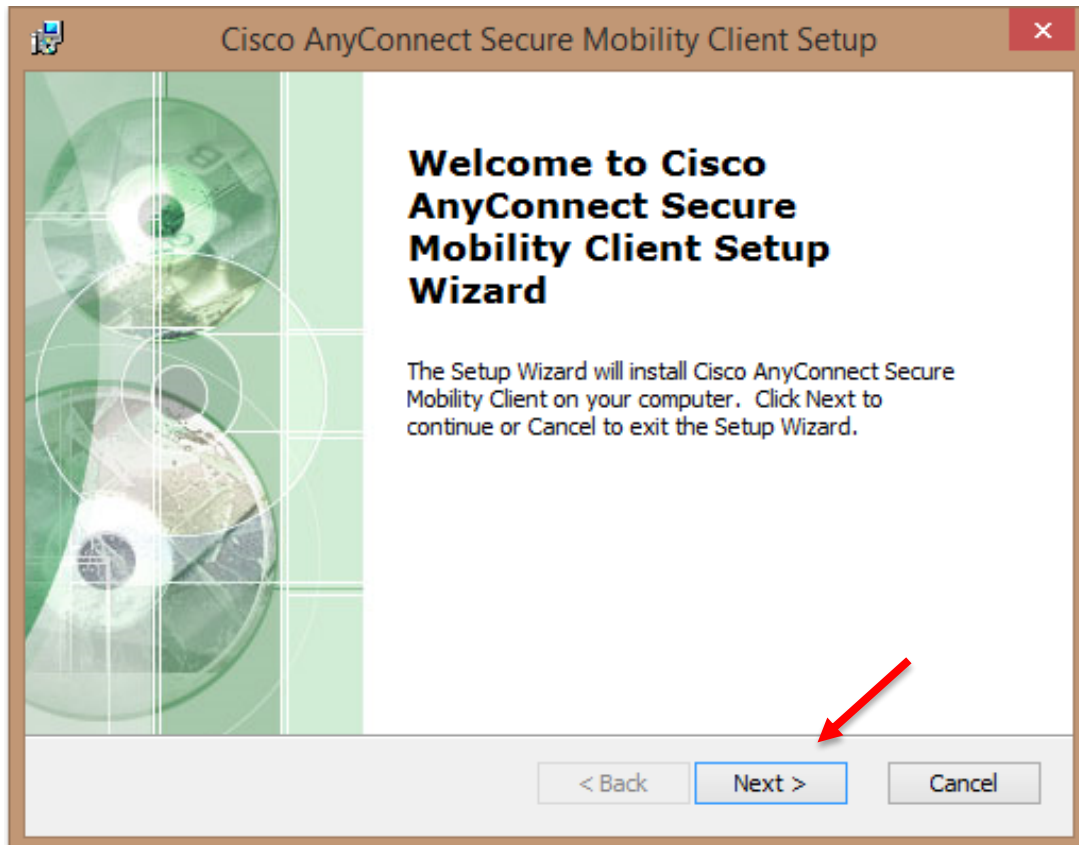 Cisco AnyConnect Secure Mobility Client Setup
Welcome to Cisco
AnyConnect Secure
Mobility Client Setup
Wizard
The Setup Wizard will install Cisco AnyConnect Secure
Mobility Client on your computer.  Click Next to
continue or Cancel to exit the Setup Wizard.
< Back
Next >
Cancel